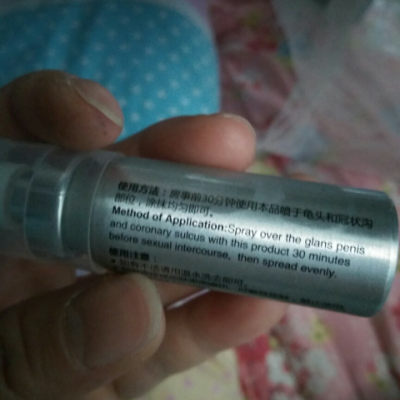 使用方法：房事前30分钟使用本品喷于龟头和冠状沟
部位，涂抹均匀即可。
Method of Application:Spray over the glans penis
and coronary sulcus with this product 30 minutes
before sexual intercourse, then spread evenly.
使用注意：